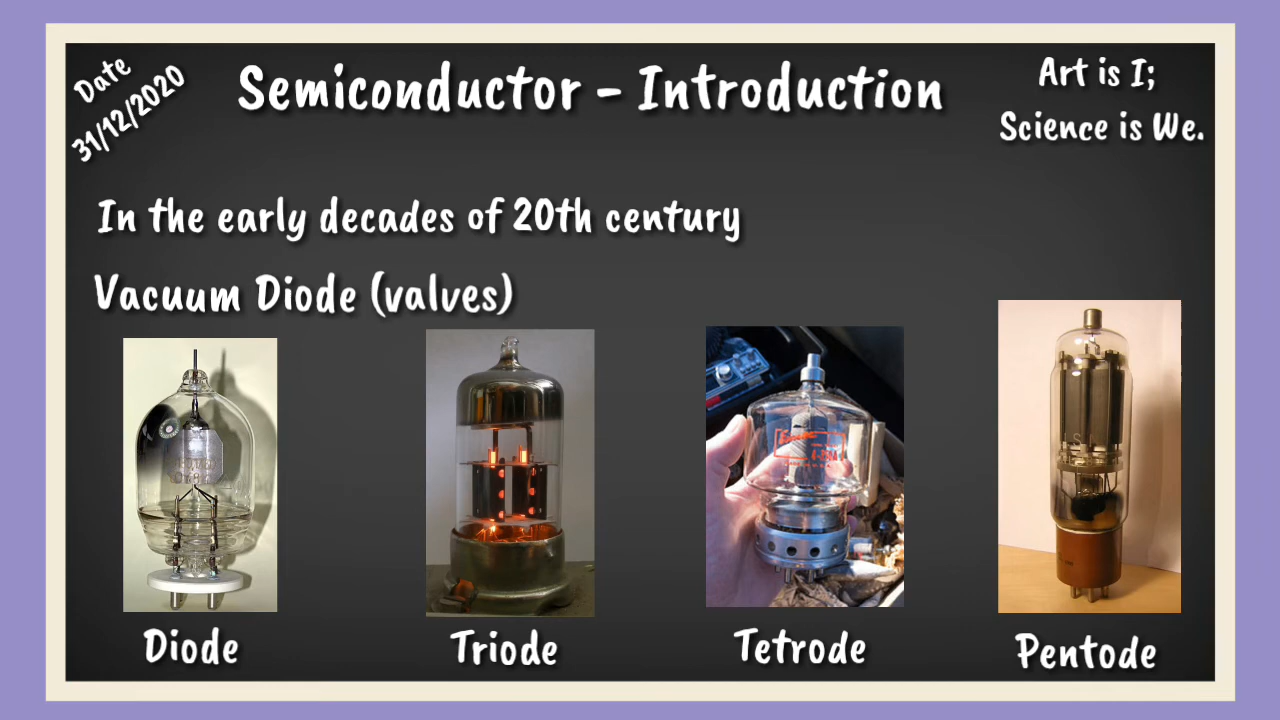 Date
31/12/2020
Semiconductor - Introduction
Art is I;
Science is We.
In the early decades of 20th century
Vacuum Diode (valves)
Diode
Triode
Tetrode
Pentode